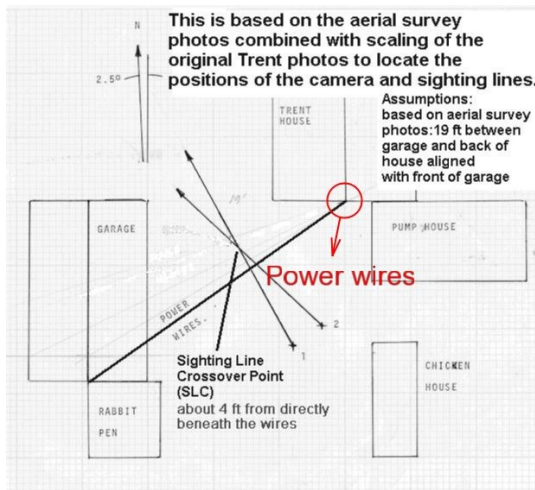 This is based on the aerial survey
photos combined with scaling of the
original Trent photos to locate the
positions of the camera and sighting lines.
N
2.5º
Assumptions:
based on aerial survey
photos:19 ft between
garage and back of
house aligned
with front of garage
TRENT
HOUSE
19'
GARAGE
PUMP HOUSE
Power wires
POWER
WIRES.
2
1
Sighting Line
Crossover Point
(SLC)
about 4 ft from directly
beneath the wires
CHICKEN
HOUSE
RABBIT
PEN